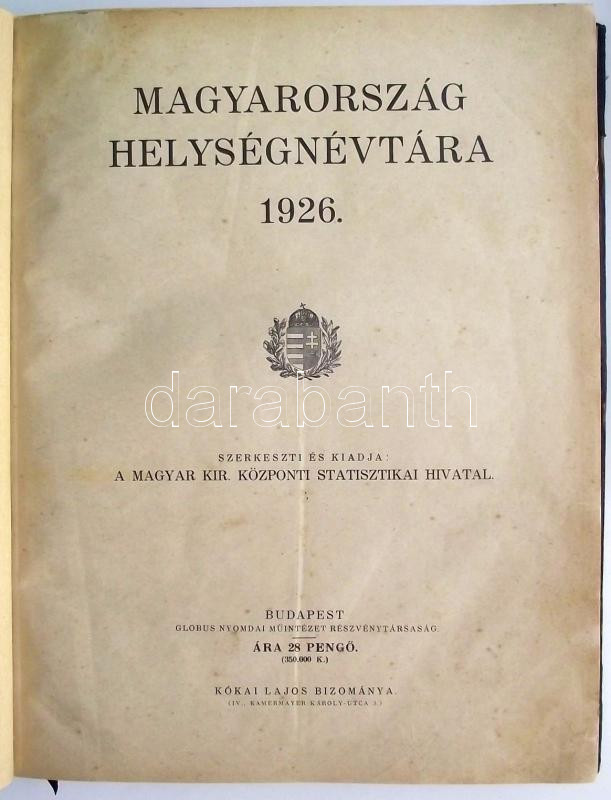 MAGYARORSZÁG
HELYSÉGNÉVTÁRA
1926.
darabanth
SZERKESZTI ÉS KIADJA:
A MAGYAR KIR. KÖZPONTI STATISZTIKAI HIVATAL.
BUDAPEST
GLOBUS NYOMDAI MŰINTÉZET RÉSZVÉNYTÁRSASÁG.
ÁRA 28 PENGŐ.
(350.000 K.)
KÓKAI LAJOS BIZOMÁNYA.
(IV., KAMERMAYER KÁROLY-UTCA 3.)